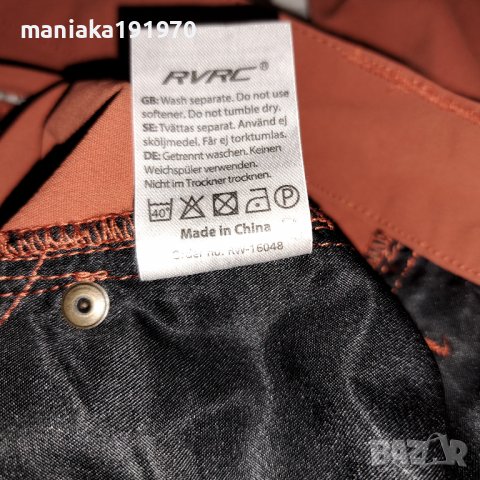 maniaka191970
RVRC®
GB: Wash separate. Do not use
softener. Do not tumble dry.
SE: Tvättas separat. Använd ej
sköljmedel. Får ej torktumlas.
DE: Getrennt waschen. Keinen
Weichspüler verwenden.
Nicht im Trockner trocknen.
40° P
Made in China
Order no. RW-16048
BAZAR